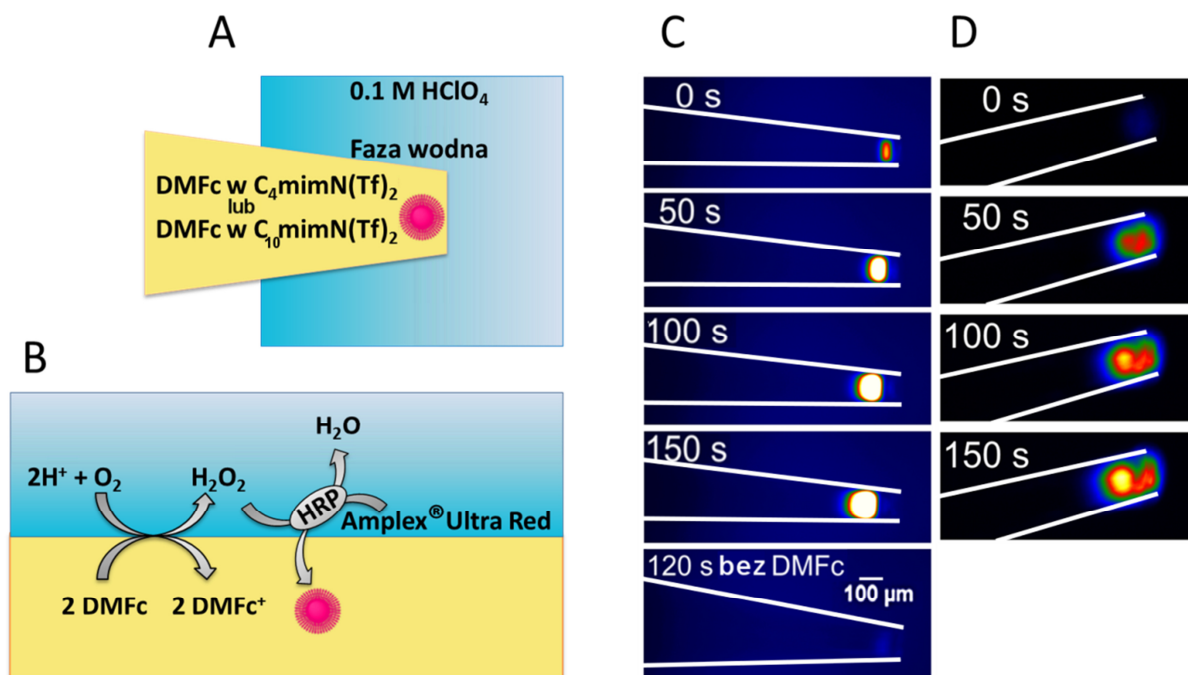 A
0.1 M HClO₄
Faza wodna
DMFc w C₄mimN(Tf)₂
lub
DMFc w C₁₀mimN(Tf)₂
B
2H⁺ + O₂
H₂O₂
H₂O
HRP
Amplex® Ultra Red
2 DMFc
2 DMFc⁺
C
0 s
50 s
100 s
150 s
120 s bez DMFc
100 µm
D
0 s
50 s
100 s
150 s